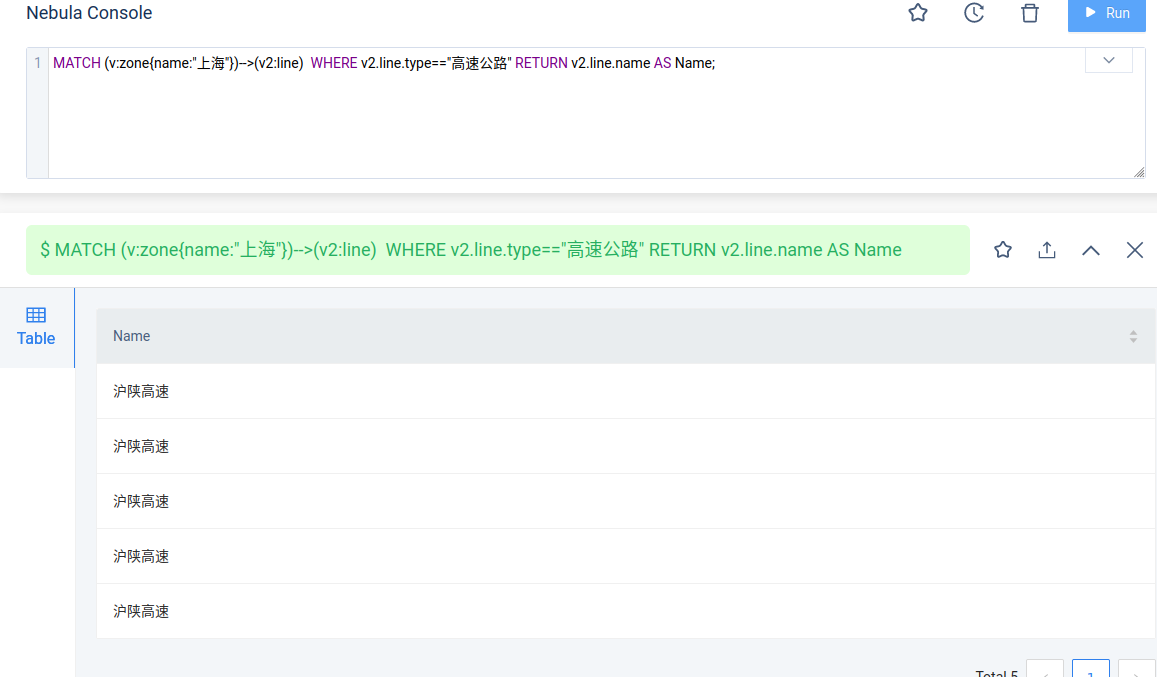 Nebula Console
Run
1 MATCH (v:zone{name:"上海"})-->(v2:line)  WHERE v2.line.type=="高速公路" RETURN v2.line.name AS Name;
$ MATCH (v:zone{name:"上海"})-->(v2:line)  WHERE v2.line.type=="高速公路" RETURN v2.line.name AS Name
Table
Name
沪陕高速
沪陕高速
沪陕高速
沪陕高速
沪陕高速
Total 5
1